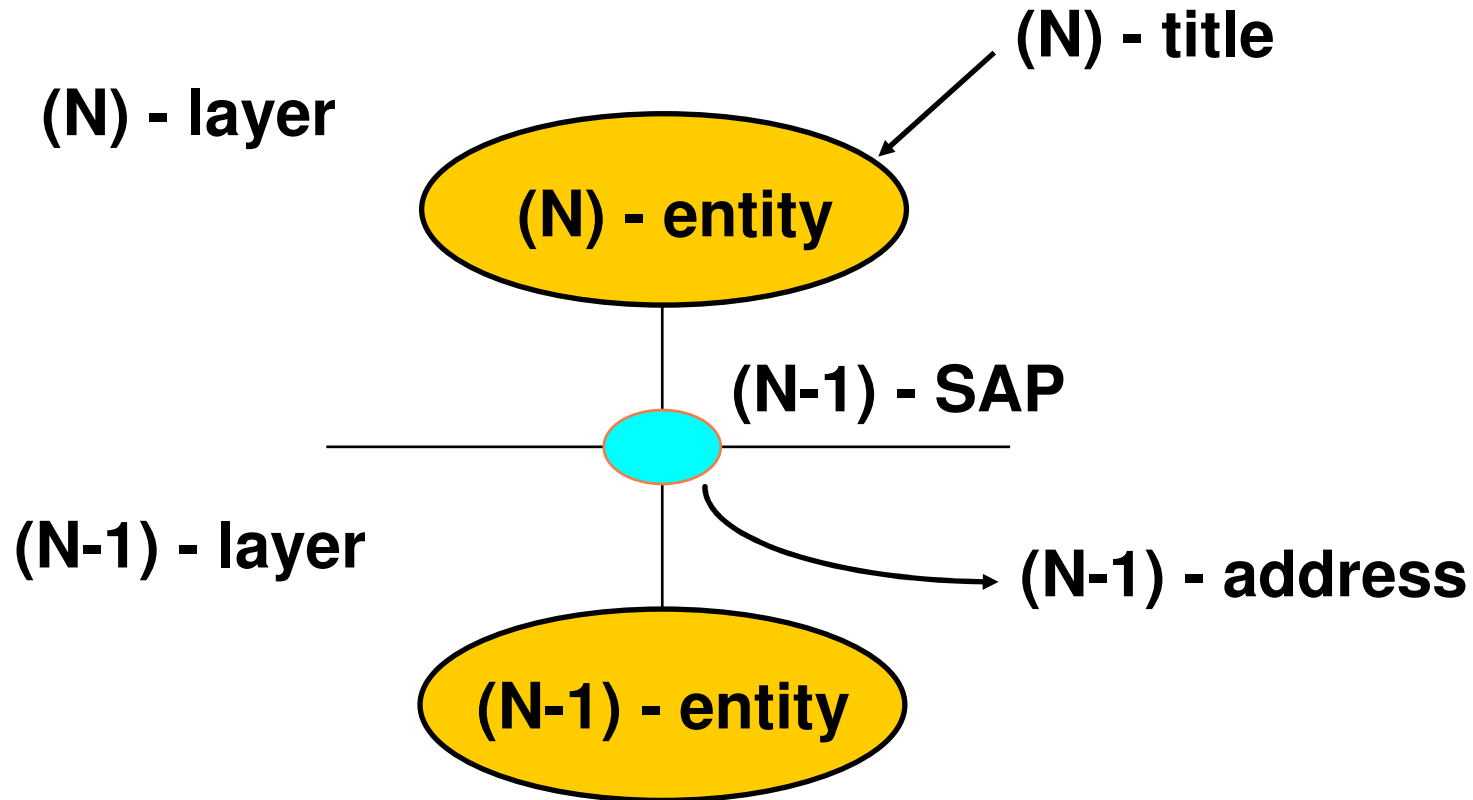 (N) - title
(N) - layer
(N) - entity
(N-1) - SAP
(N-1) - layer
(N-1) - address
(N-1) - entity